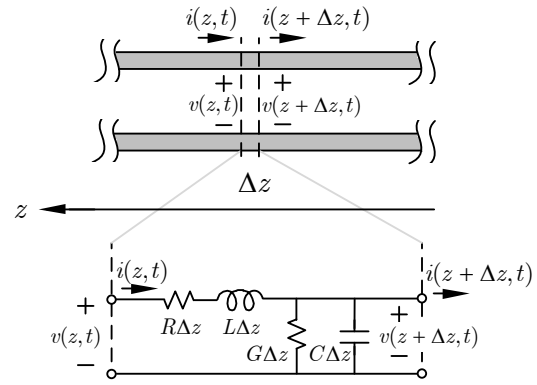 i(z,t) i(z + Δz,t)
+ +
v(z,t) v(z + Δz,t)
− −
Δz
z
i(z,t) i(z + Δz,t)
+ +
RΔz LΔz
v(z,t) GΔz CΔz v(z + Δz,t)
− −